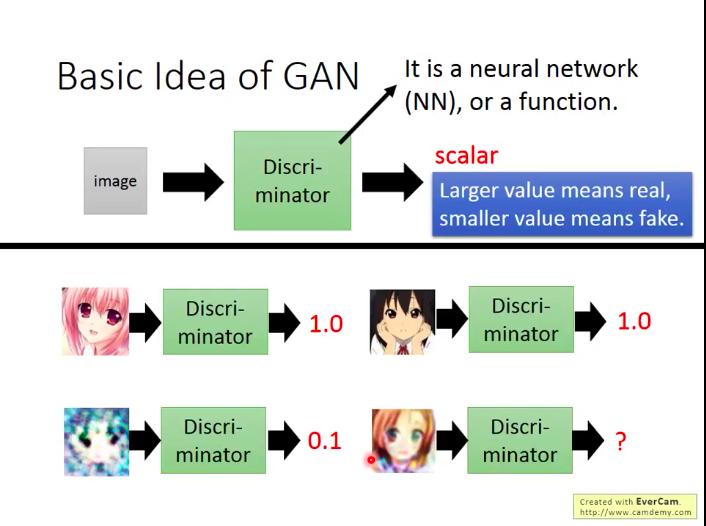 Basic Idea of GAN
It is a neural network
(NN), or a function.
image
Discri-
minator
scalar
Larger value means real,
smaller value means fake.
Discri-
minator
1.0
Discri-
minator
1.0
Discri-
minator
0.1
Discri-
minator
?
Created with EverCam.
http://www.camdemy.com